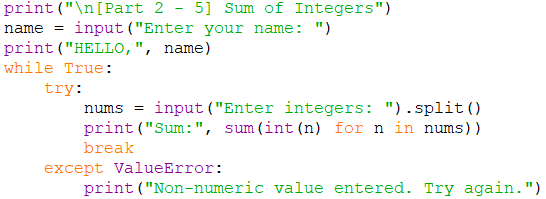 print("\n[Part 2 - 5] Sum of Integers")
name = input("Enter your name: ")
print("HELLO,", name)
while True:
    try:
        nums = input("Enter integers: ").split()
        print("Sum:", sum(int(n) for n in nums))
        break
    except ValueError:
        print("Non-numeric value entered. Try again.")